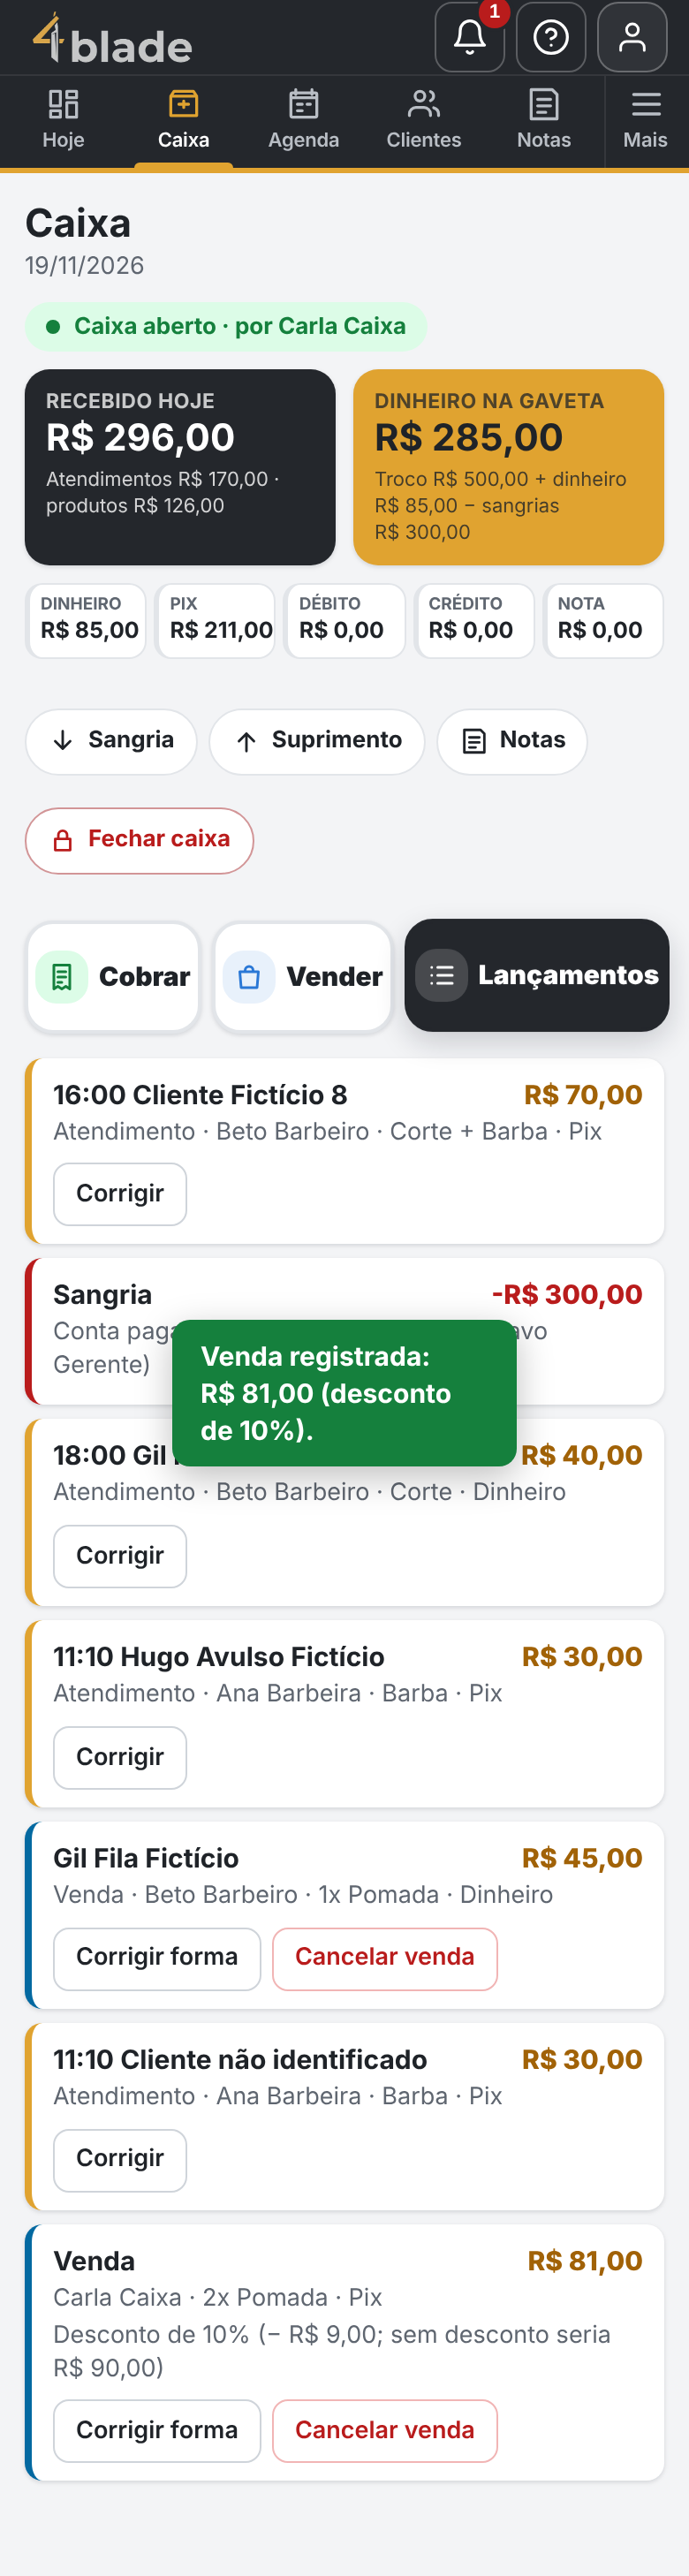 4blade
1
Hoje
Caixa
Agenda
Clientes
Notas
Mais
Caixa
19/11/2026
Caixa aberto · por Carla Caixa
RECEBIDO HOJE
R$ 296,00
Atendimentos R$ 170,00 ·
produtos R$ 126,00
DINHEIRO NA GAVETA
R$ 285,00
Troco R$ 500,00 + dinheiro
R$ 85,00 − sangrias
R$ 300,00
DINHEIRO
R$ 85,00
PIX
R$ 211,00
DÉBITO
R$ 0,00
CRÉDITO
R$ 0,00
NOTA
R$ 0,00
Sangria
Suprimento
Notas
Fechar caixa
Cobrar
Vender
Lançamentos
16:00 Cliente Fictício 8
R$ 70,00
Atendimento · Beto Barbeiro · Corte + Barba · Pix
Corrigir
Sangria
-R$ 300,00
Conta
Gerente)
Venda registrada:
R$ 81,00 (desconto
de 10%).
18:00 Gil
R$ 40,00
Atendimento · Beto Barbeiro · Corte · Dinheiro
Corrigir
11:10 Hugo Avulso Fictício
R$ 30,00
Atendimento · Ana Barbeira · Barba · Pix
Corrigir
Gil Fila Fictício
R$ 45,00
Venda · Beto Barbeiro · 1x Pomada · Dinheiro
Corrigir forma
Cancelar venda
11:10 Cliente não identificado
R$ 30,00
Atendimento · Ana Barbeira · Barba · Pix
Corrigir
Venda
R$ 81,00
Carla Caixa · 2x Pomada · Pix
Desconto de 10% (− R$ 9,00; sem desconto seria
R$ 90,00)
Corrigir forma
Cancelar venda